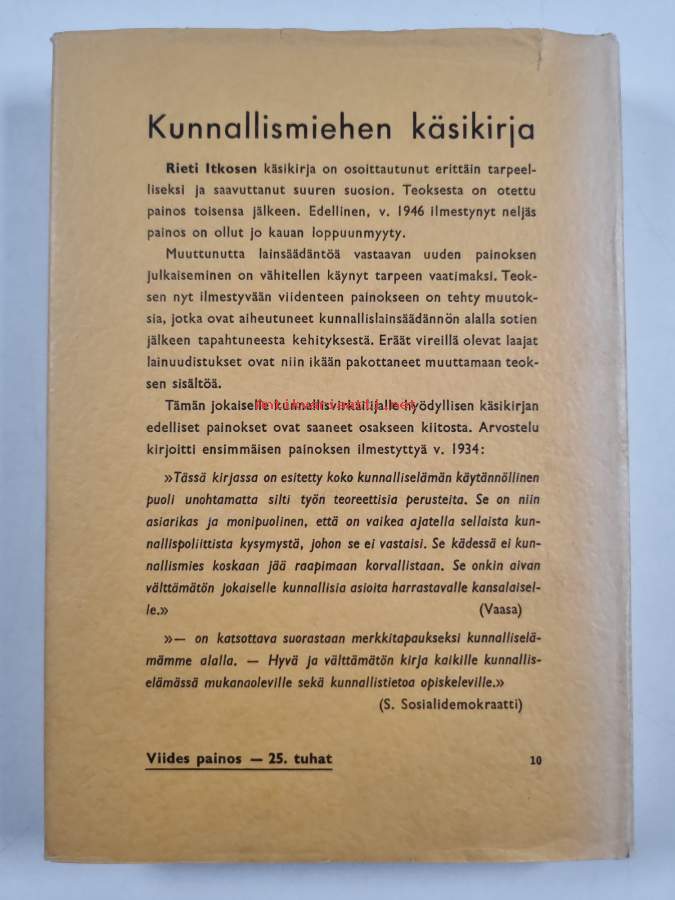 Kunnallismiehen käsikirja
Rieti Itkosen käsikirja on osoittautunut erittäin tarpeel-
liseksi ja saavuttanut suuren suosion. Teoksesta on otettu
painos toisensa jälkeen. Edellinen, v. 1946 ilmestynyt neljäs
painos on ollut jo kauan loppuunmyyty.
Muuttunutta lainsäädäntöä vastaavan uuden painoksen
julkaiseminen on vähitellen käynyt tarpeen vaatimaksi. Teok-
sen nyt ilmestyvään viidenteen painokseen on tehty muutok-
sia, jotka ovat aiheutuneet kunnallislainsäädännön alalla sotien
jälkeen tapahtuneesta kehityksestä. Eräät vireillä olevat laajat
lainuudistukset ovat niin ikään pakottaneet muuttamaan teok-
sen sisältöä.
Tämän jokaiselle kunnallisviljelijälle hyödyllisen käsikirjan
edelliset painokset ovat saaneet osakseen kiitosta. Arvostelu
kirjoitti ensimmäisen painoksen ilmestyttyä v. 1934:
»Tässä kirjassa on esitetty koko kunnalliselämän käytännöllinen
puoli unohtamatta silti työn teoreettisia perusteita. Se on niin
asiarikas ja monipuolinen, että on vaikea ajatella sellaista kun-
nallispoliittista kysymystä, johon se ei vastaisi. Se kädessä ei kun-
nallismies koskaan jää raapimaan korvallistaan. Se onkin aivan
välttämätön jokaiselle kunnallisia asioita harrastavalle kansalaisel-
le.» (Vaasa)
»— on katsottava suorastaan merkkitapaukseksi kunnalliselä-
mämme alalla. — Hyvä ja välttämätön kirja kaikille kunnallis-
elämässä mukanaoleville sekä kunnallistietoa opiskeleville.»
(S. Sosialidemokraatti)
Viides painos — 25. tuhat 10